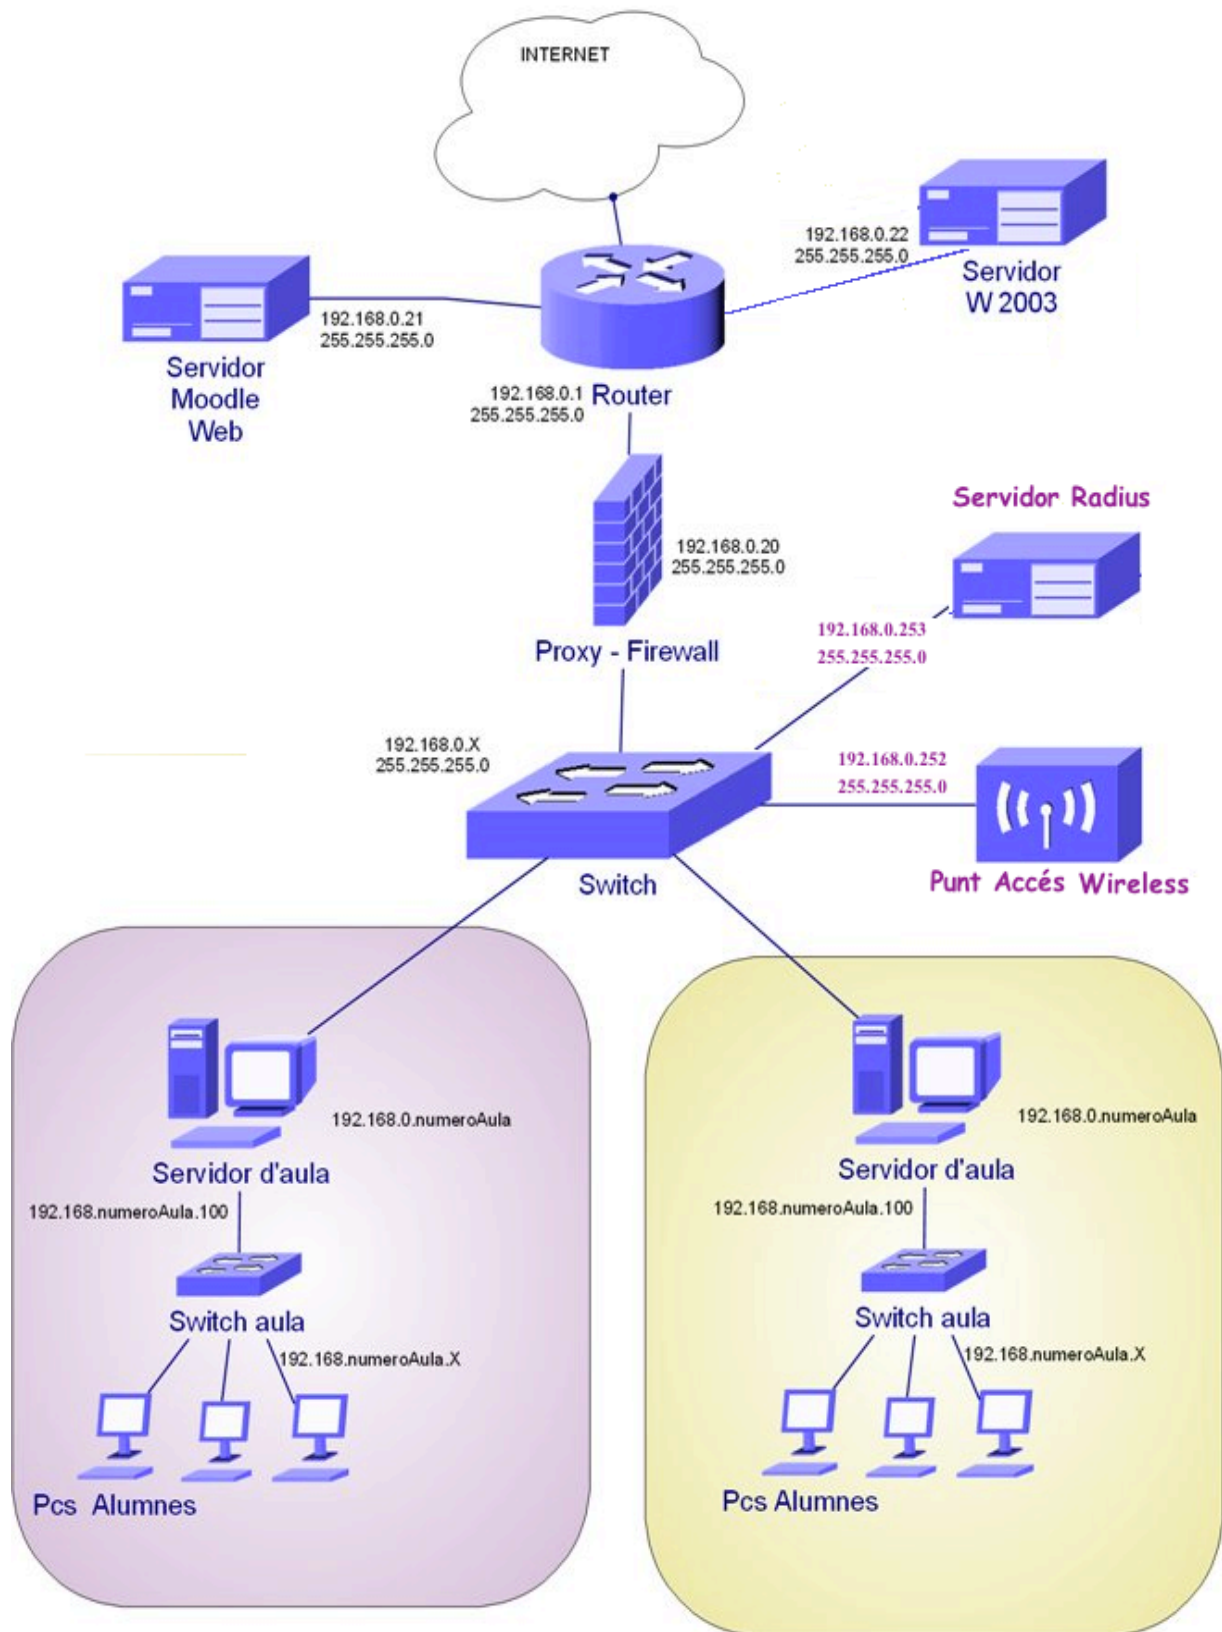 INTERNET
192.168.0.22
255.255.255.0
Servidor
W 2003
192.168.0.21
255.255.255.0
Servidor
Moodle
Web
192.168.0.1
255.255.255.0
Router
Servidor Radius
192.168.0.20
255.255.255.0
192.168.0.253
255.255.255.0
Proxy - Firewall
192.168.0.X
255.255.255.0
192.168.0.252
255.255.255.0
Switch
Punt Accés Wireless
192.168.0.numeroAula
Servidor d'aula
192.168.numeroAula.100
Switch aula
192.168.numeroAula.X
Pcs Alumnes
192.168.0.numeroAula
Servidor d'aula
192.168.numeroAula.100
Switch aula
192.168.numeroAula.X
Pcs Alumnes